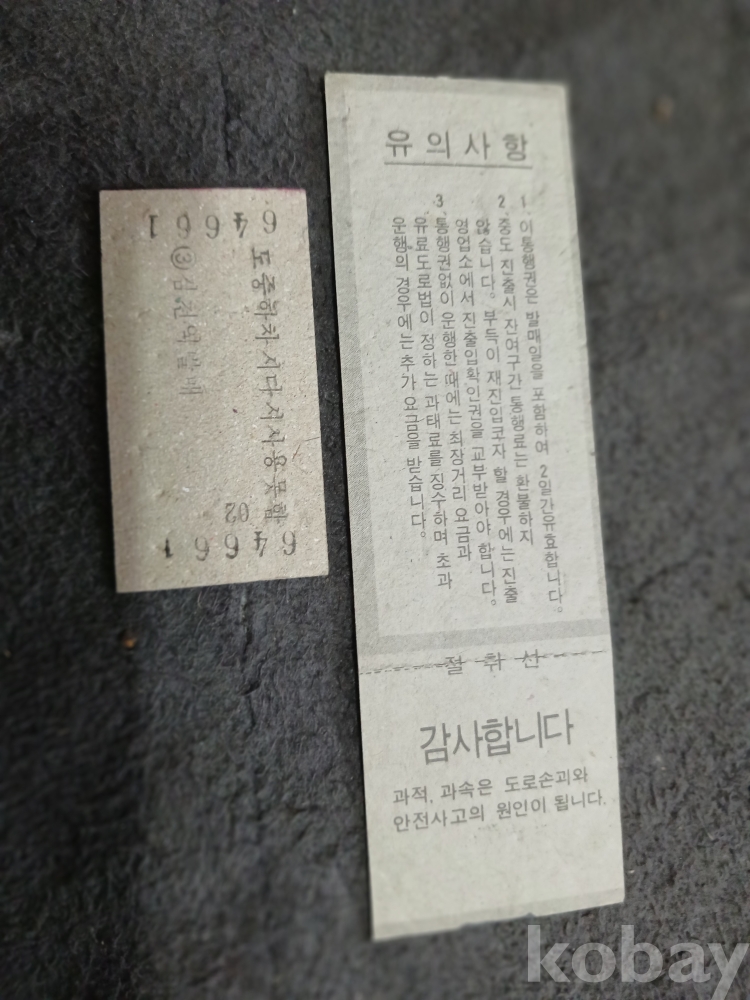 64661
도중하차시다시사용못함
③김천역발매
02
64661
유의사항
1. 이통행권은 발매일을 포함하여 2일간유효합니다.
2. 중도 진출시 잔여구간 통행료는 환불하지
않습니다. 부득이 재진입코자 할 경우에는 진출
영업소에서 진출입확인권을 교부받아야 합니다.
3. 통행권없이 운행한 때에는 최장거리 요금과
유료도로법이 정하는 과태료를 징수하며 초과
운행의 경우에는 추가 요금을 받습니다.
절취선
감사합니다
과적, 과속은 도로손괴와
안전사고의 원인이 됩니다.
kobay